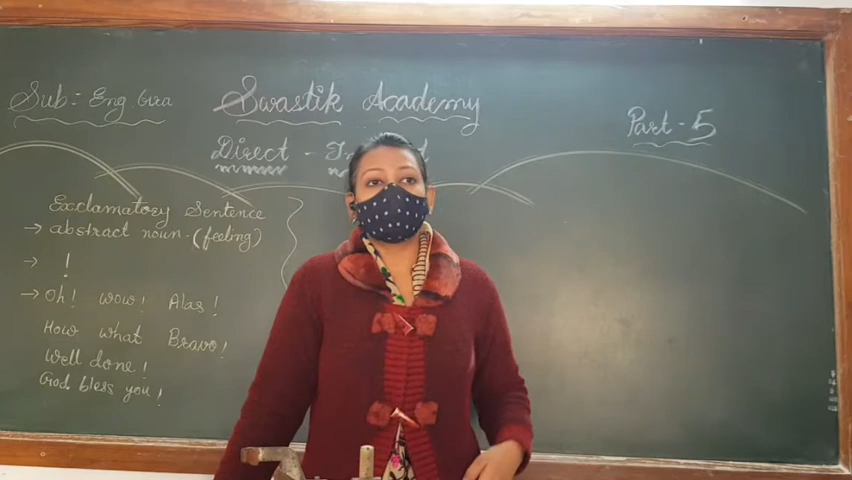 Sub:- Eng. Gra
Swastik Academy
Part-5
Direct -
Exclamatory Sentence
→ abstract noun - (feeling)
→ !
→ Oh! wow! Alas!
How what Bravo!
Well done!
God bless you!